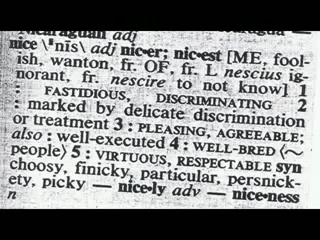 Nicaraguan adj
nice \ˈnīs\ adj nic·er; nic·est [ME, fool-
ish, wanton, fr. OF, fr. L nescius ig-
norant, fr. nescire to not know] 1
: FASTIDIOUS, DISCRIMINATING 2
: marked by delicate discrimination
or treatment 3 : PLEASING, AGREEABLE;
also : well-executed 4 : WELL-BRED ⟨~
people⟩ 5 : VIRTUOUS, RESPECTABLE syn
choosy, finicky, particular, persnick-
ety, picky — nice·ly adv — nice·ness
n